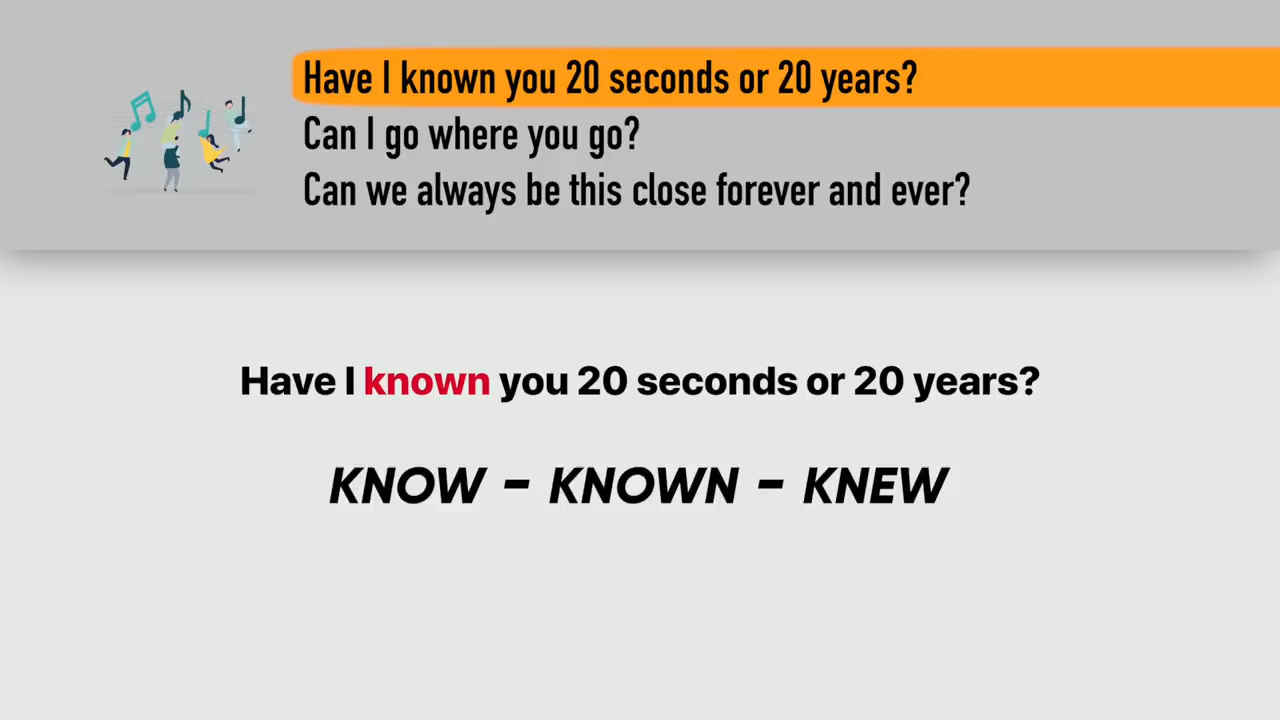 Have I known you 20 seconds or 20 years?
Can I go where you go?
Can we always be this close forever and ever?
Have I known you 20 seconds or 20 years?
KNOW - KNOWN - KNEW